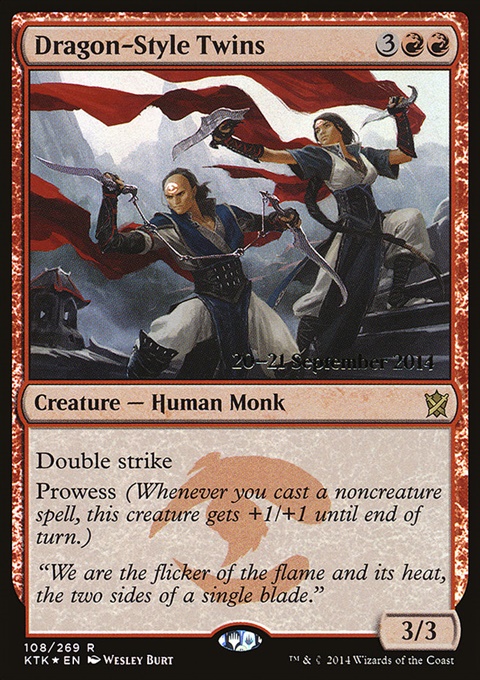 Dragon-Style Twins 3
20–21 September 2014
Creature — Human Monk
Double strike
Prowess (Whenever you cast a noncreature
spell, this creature gets +1/+1 until end of
turn.)
“We are the flicker of the flame and its heat,
the two sides of a single blade.”
3/3
108/269 R
KTK★EN Wesley Burt
™ & © 2014 Wizards of the Coast